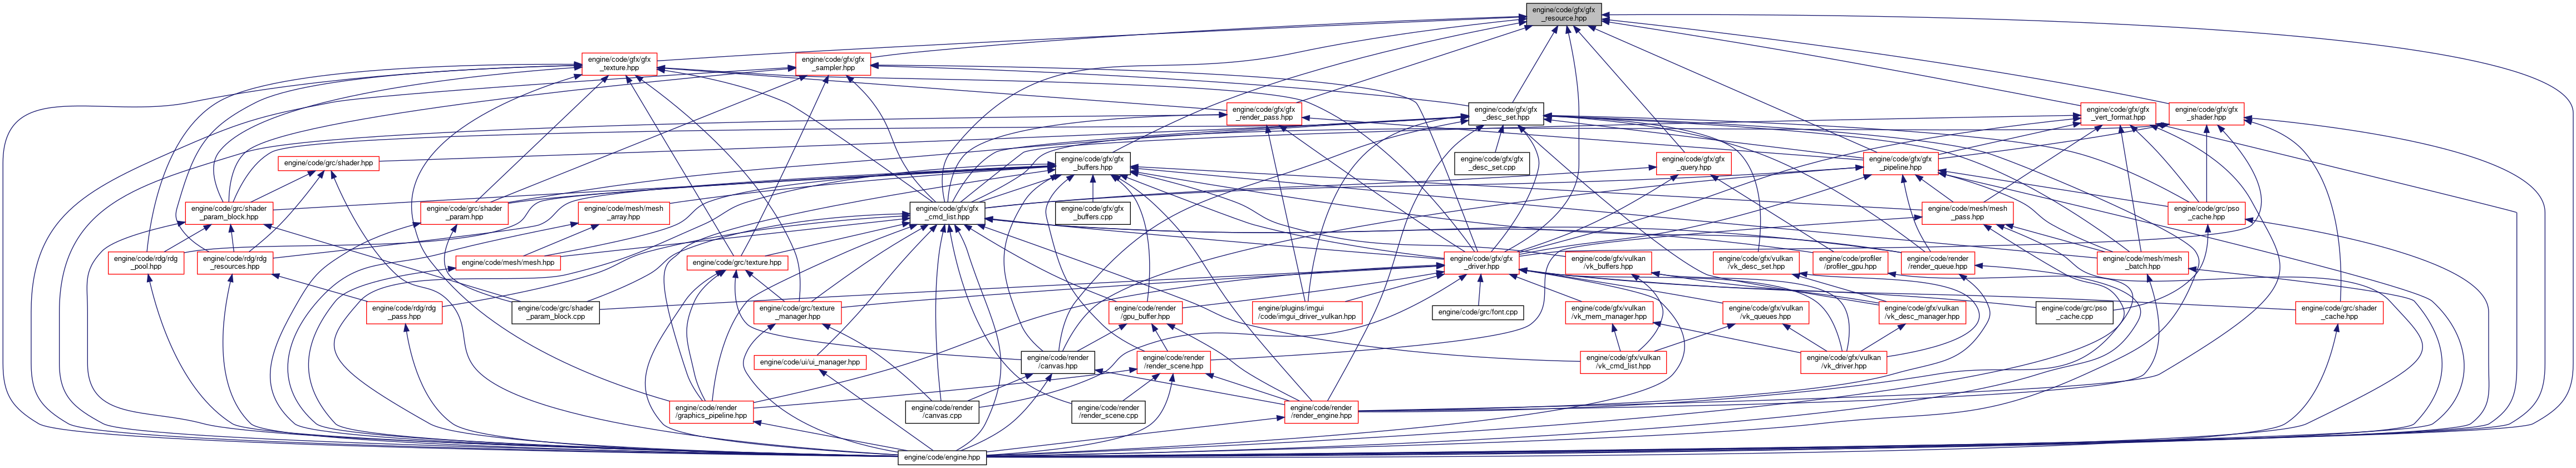 engine/code/gfx/gfx
_resource.hpp
engine/code/gfx/gfx
_texture.hpp
engine/code/gfx/gfx
_sampler.hpp
engine/code/gfx/gfx
_render_pass.hpp
engine/code/gfx/gfx
_desc_set.hpp
engine/code/gfx/gfx
_vert_format.hpp
engine/code/gfx/gfx
_shader.hpp
engine/code/grc/shader.hpp
engine/code/gfx/gfx
_buffers.hpp
engine/code/gfx/gfx
_desc_set.cpp
engine/code/gfx/gfx
_query.hpp
engine/code/gfx/gfx
_pipeline.hpp
engine/code/grc/shader
_param_block.hpp
engine/code/grc/shader
_param.hpp
engine/code/mesh/mesh
_array.hpp
engine/code/gfx/gfx
_cmd_list.hpp
engine/code/gfx/gfx
_buffers.cpp
engine/code/mesh/mesh
_pass.hpp
engine/code/grc/pso
_cache.hpp
engine/code/rdg/rdg
_pool.hpp
engine/code/rdg/rdg
_resources.hpp
engine/code/mesh/mesh.hpp
engine/code/grc/texture.hpp
engine/code/gfx/gfx
_driver.hpp
engine/code/gfx/vulkan
/vk_buffers.hpp
engine/code/gfx/vulkan
/vk_desc_set.hpp
engine/code/profiler
/profiler_gpu.hpp
engine/code/render
/render_queue.hpp
engine/code/mesh/mesh
_batch.hpp
engine/code/rdg/rdg
_pass.hpp
engine/code/grc/shader
_param_block.cpp
engine/code/grc/texture
_manager.hpp
engine/code/render
/gpu_buffer.hpp
engine/plugins/imgui
/code/imgui_driver_vulkan.hpp
engine/code/grc/font.cpp
engine/code/gfx/vulkan
/vk_mem_manager.hpp
engine/code/gfx/vulkan
/vk_queues.hpp
engine/code/gfx/vulkan
/vk_desc_manager.hpp
engine/code/grc/pso
_cache.cpp
engine/code/grc/shader
_cache.hpp
engine/code/ui/ui_manager.hpp
engine/code/render
/canvas.hpp
engine/code/render
/render_scene.hpp
engine/code/gfx/vulkan
/vk_cmd_list.hpp
engine/code/gfx/vulkan
/vk_driver.hpp
engine/code/render
/graphics_pipeline.hpp
engine/code/render
/canvas.cpp
engine/code/render
/render_scene.cpp
engine/code/render
/render_engine.hpp
engine/code/engine.hpp